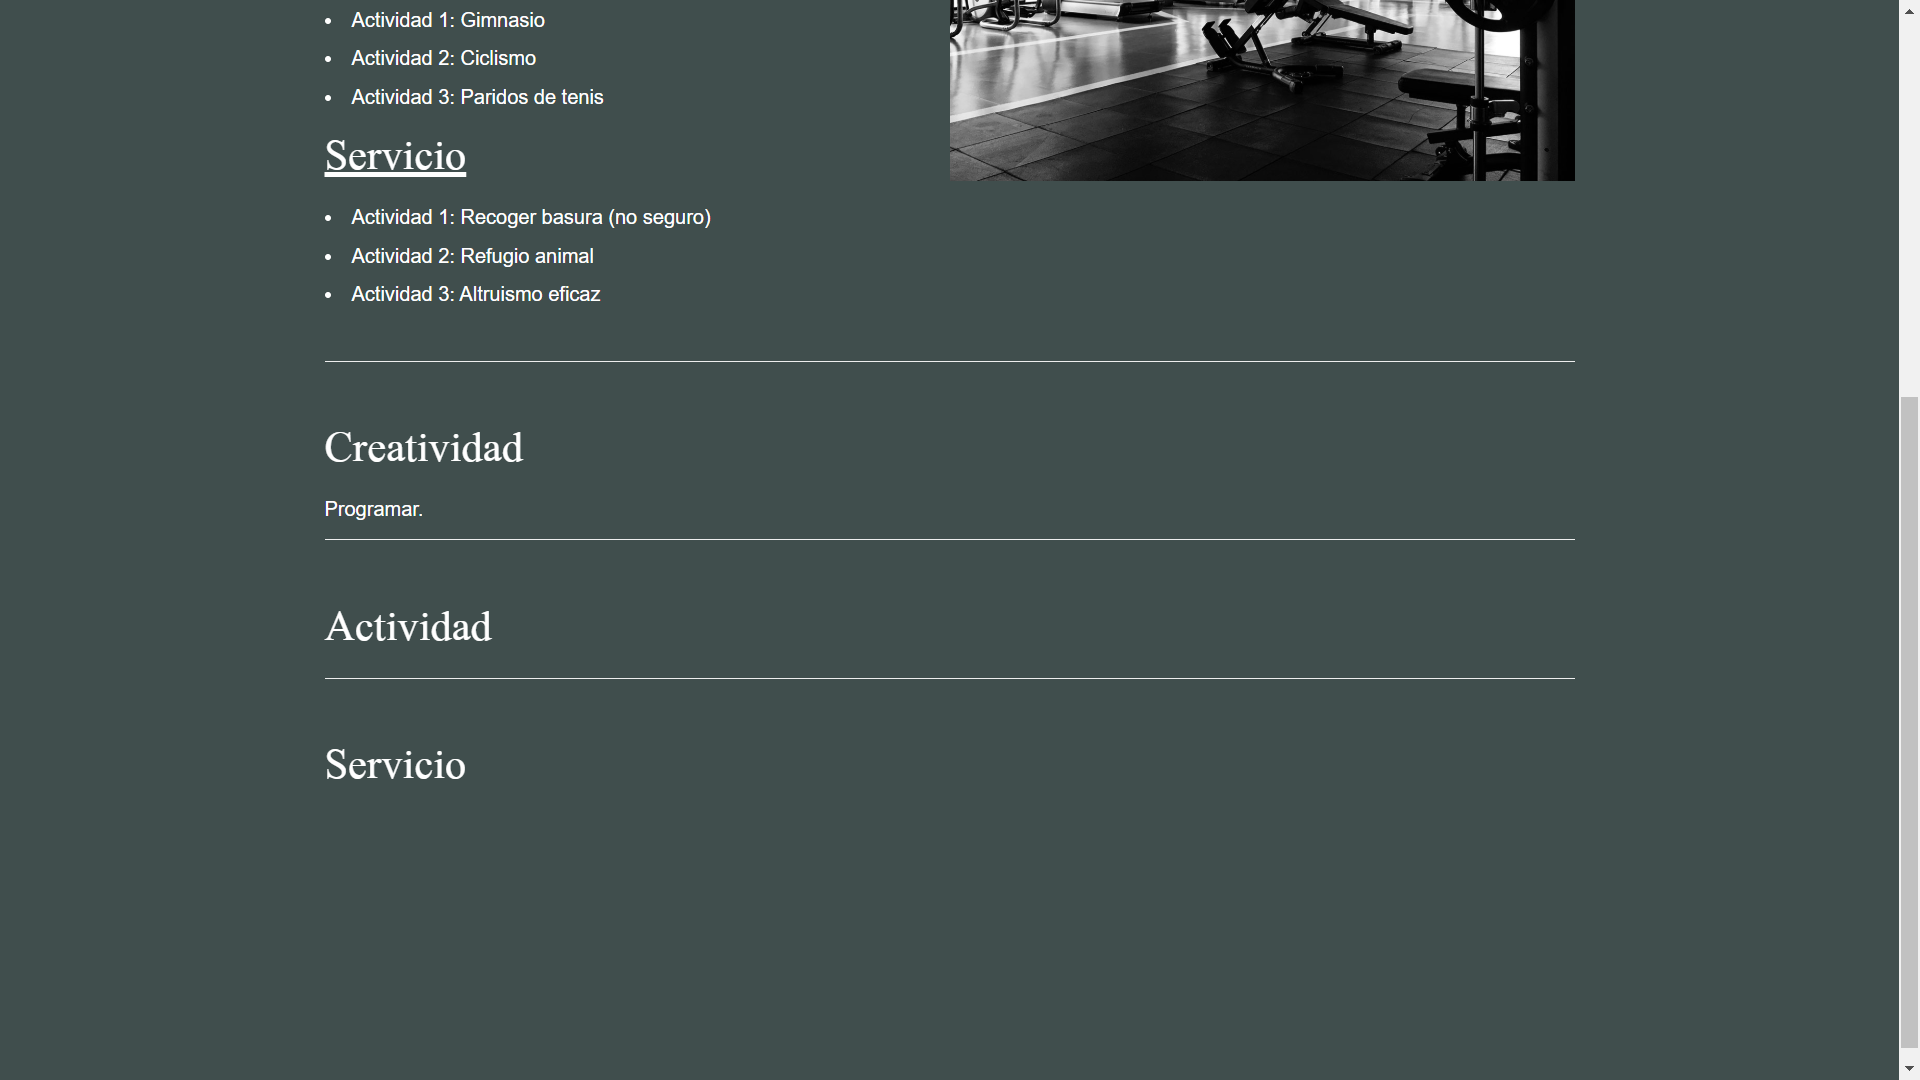 Actividad 1: Gimnasio
Actividad 2: Ciclismo
Actividad 3: Paridos de tenis
Servicio
Actividad 1: Recoger basura (no seguro)
Actividad 2: Refugio animal
Actividad 3: Altruismo eficaz
Creatividad
Programar.
Actividad
Servicio